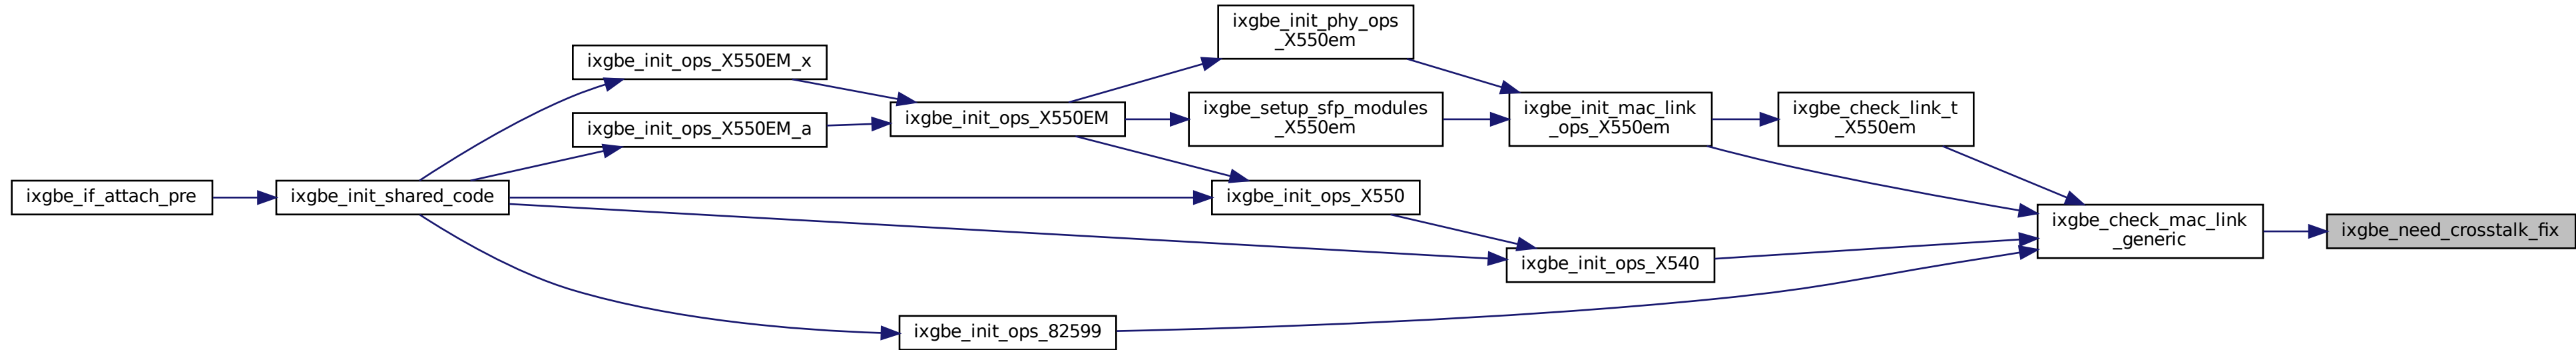 ixgbe_if_attach_pre
ixgbe_init_shared_code
ixgbe_init_ops_X550EM_x
ixgbe_init_ops_X550EM_a
ixgbe_init_ops_X550EM
ixgbe_init_ops_82599
ixgbe_init_phy_ops
_X550em
ixgbe_setup_sfp_modules
_X550em
ixgbe_init_ops_X550
ixgbe_init_mac_link
_ops_X550em
ixgbe_init_ops_X540
ixgbe_check_link_t
_X550em
ixgbe_check_mac_link
_generic
ixgbe_need_crosstalk_fix